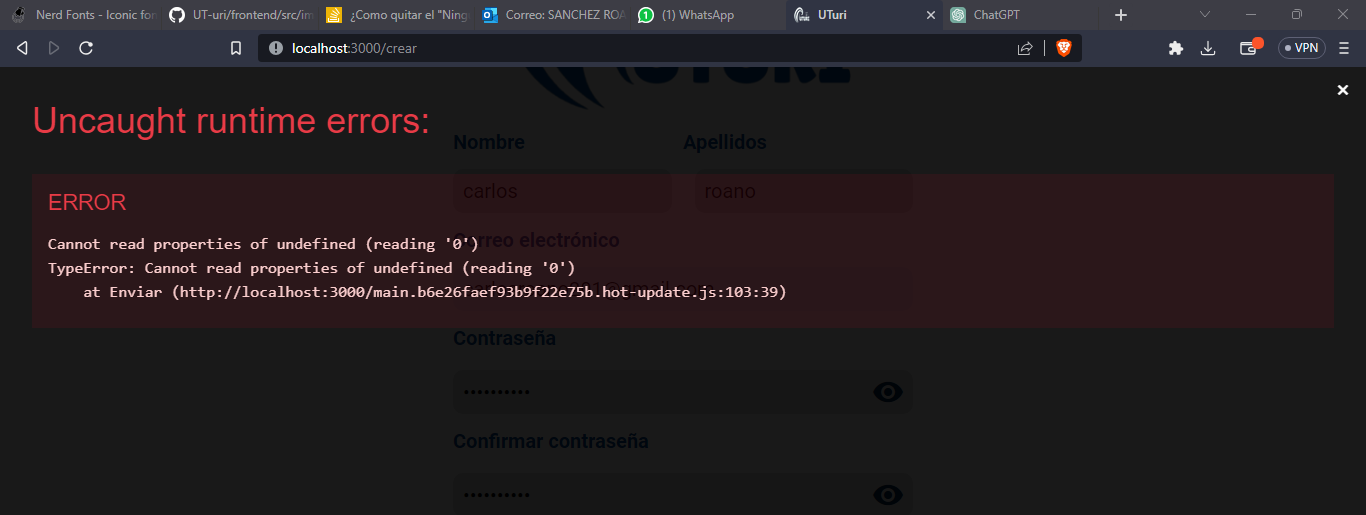 Nerd Fonts - Iconic fon
UT-uri/frontend/src/im
¿Como quitar el "Ning
Correo: SANCHEZ ROA
(1) WhatsApp
UTuri
ChatGPT
localhost:3000/crear
VPN
UTURI
Uncaught runtime errors:
Nombre Apellidos
ERROR
carlos roano
Cannot read properties of undefined (reading '0')
Correo electrónico
TypeError: Cannot read properties of undefined (reading '0')
at Enviar (http://localhost:3000/main.b6e26faef93b9f22e75b.hot-update.js:103:39)
Contraseña
••••••••••
Confirmar contraseña
••••••••••